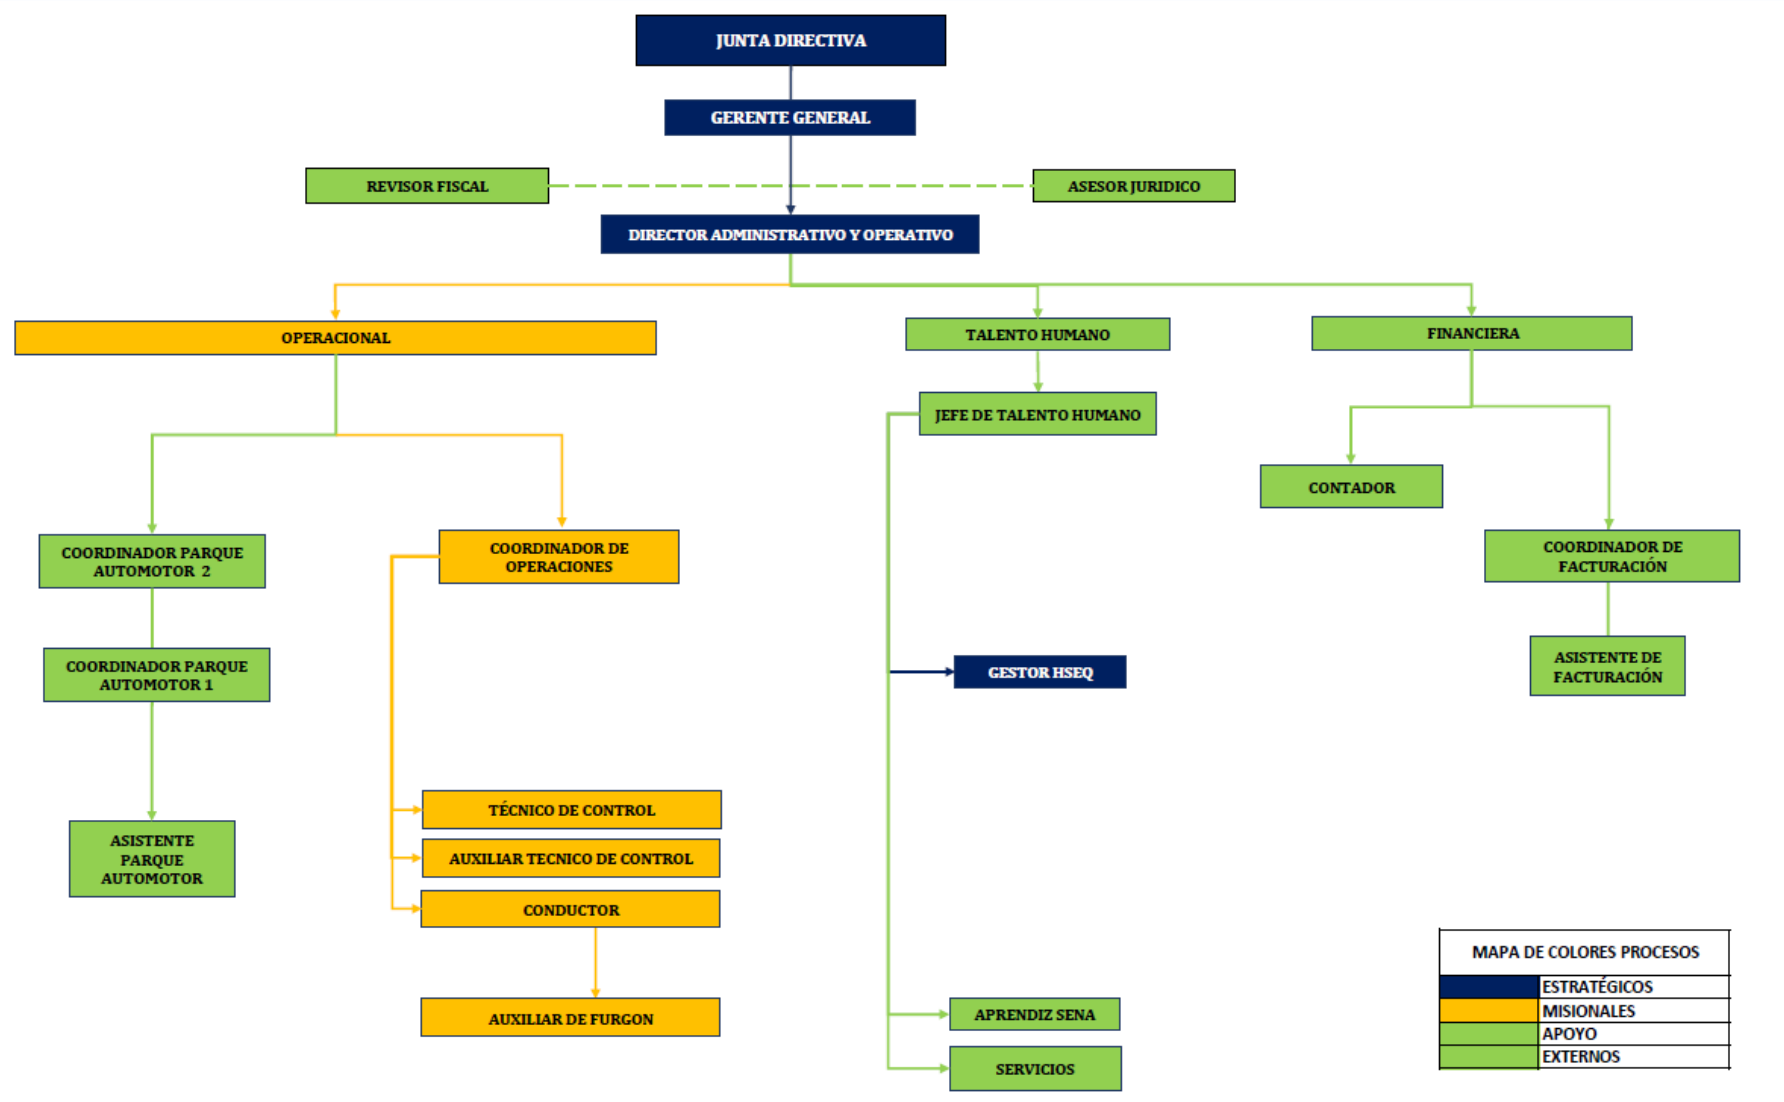 JUNTA DIRECTIVA
GERENTE GENERAL
REVISOR FISCAL
ASESOR JURIDICO
DIRECTOR ADMINISTRATIVO Y OPERATIVO
OPERACIONAL
TALENTO HUMANO
FINANCIERA
JEFE DE TALENTO HUMANO
CONTADOR
COORDINADOR PARQUE
AUTOMOTOR 2
COORDINADOR DE
OPERACIONES
COORDINADOR DE
FACTURACIÓN
COORDINADOR PARQUE
AUTOMOTOR 1
GESTOR HSEQ
ASISTENTE DE
FACTURACIÓN
TÉCNICO DE CONTROL
ASISTENTE
PARQUE
AUTOMOTOR
AUXILIAR TECNICO DE CONTROL
CONDUCTOR
AUXILIAR DE FURGON
APRENDIZ SENA
SERVICIOS
MAPA DE COLORES PROCESOS
ESTRATÉGICOS
MISIONALES
APOYO
EXTERNOS